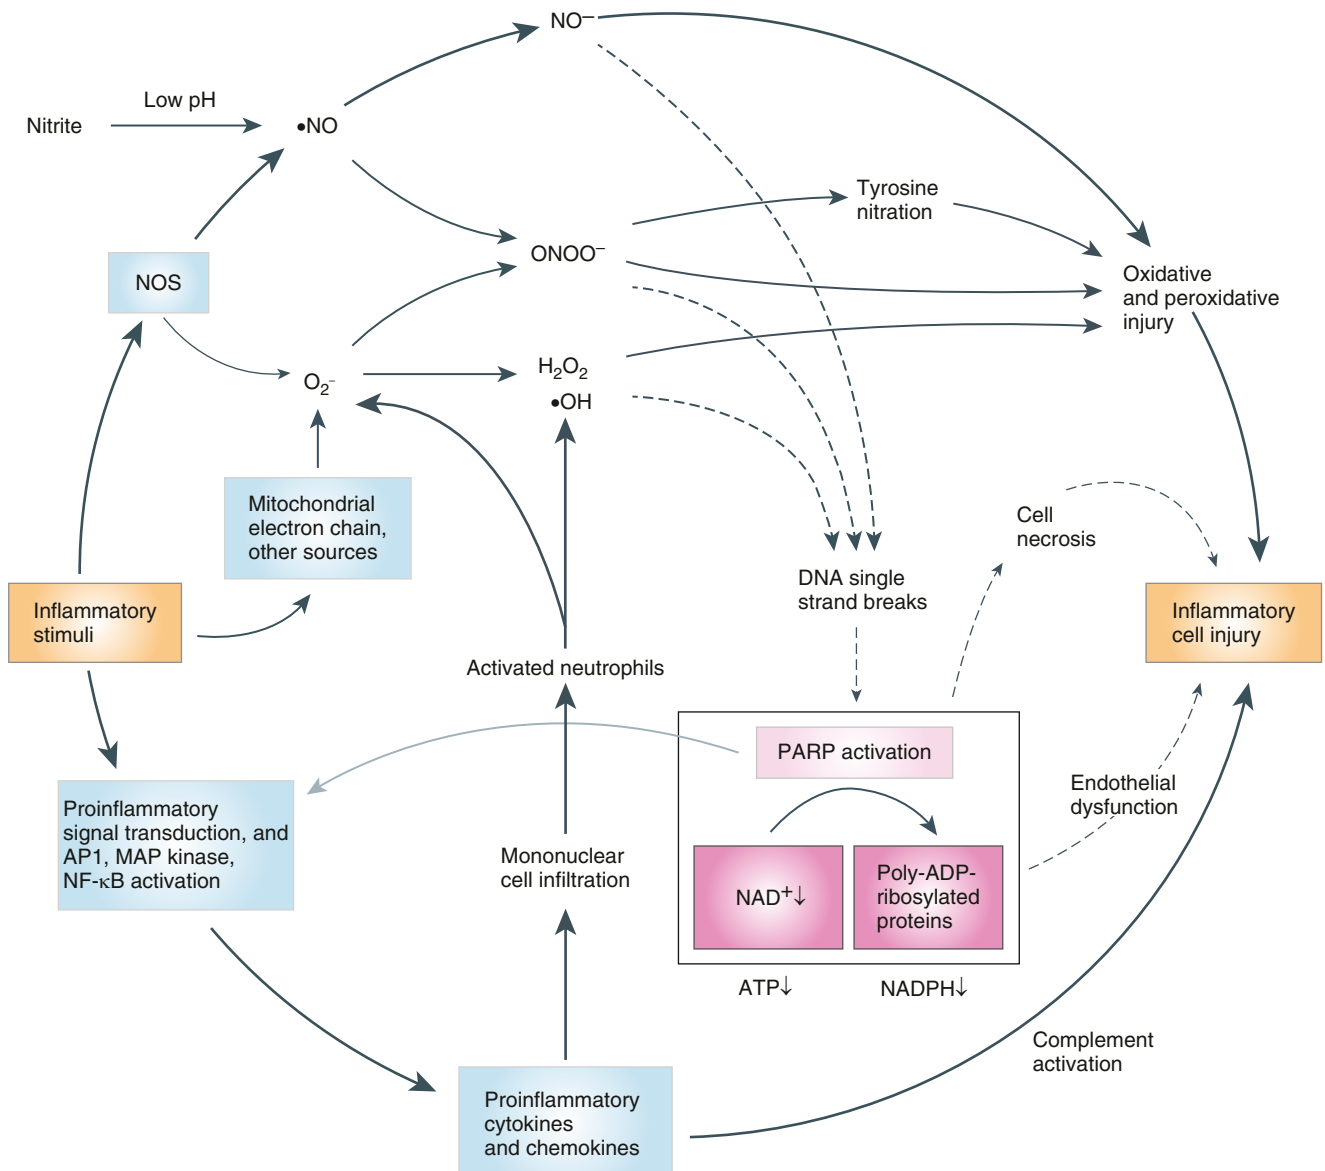 NO⁻
Low pH
Nitrite
•NO
Tyrosine
nitration
ONOO⁻
NOS
Oxidative
and peroxidative
injury
H₂O₂
O₂⁻
•OH
Mitochondrial
electron chain,
other sources
Cell
necrosis
DNA single
strand breaks
Inflammatory
stimuli
Inflammatory
cell injury
Activated neutrophils
PARP activation
Endothelial
dysfunction
Proinflammatory
signal transduction, and
AP1, MAP kinase,
NF-κB activation
Mononuclear
cell infiltration
NAD⁺↓
Poly-ADP-
ribosylated
proteins
ATP↓
NADPH↓
Complement
activation
Proinflammatory
cytokines
and chemokines